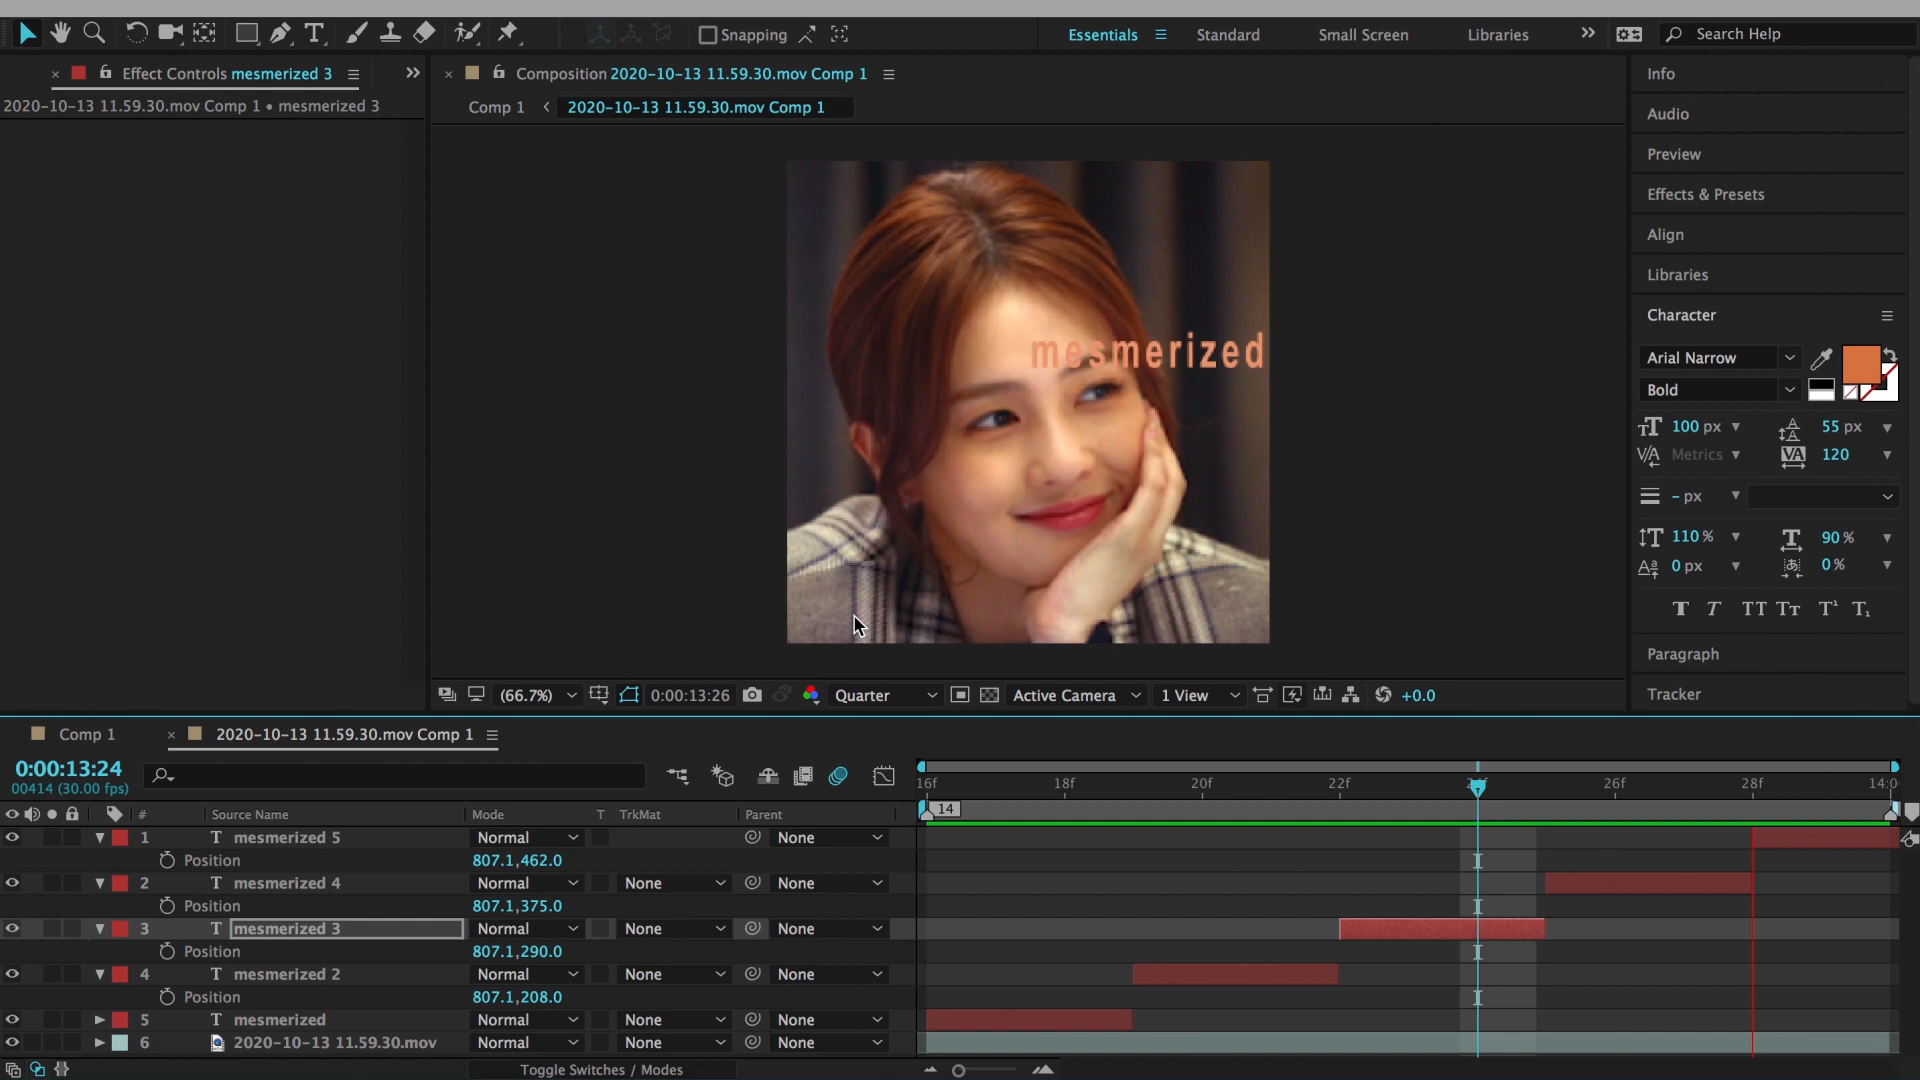 Snapping
Essentials
Standard
Small Screen
Libraries
Search Help
Effect Controls mesmerized 3
2020-10-13 11.59.30.mov Comp 1 • mesmerized 3
Composition 2020-10-13 11.59.30.mov Comp 1
Comp 1
2020-10-13 11.59.30.mov Comp 1
mesmerized
(66.7%)
0:00:13:26
Quarter
Active Camera
1 View
+0.0
Info
Audio
Preview
Effects & Presets
Align
Libraries
Character
Arial Narrow
Bold
100 px
55 px
Metrics
120
- px
110 %
90 %
0 px
0 %
T T TT Tt T¹ T₁
Paragraph
Tracker
Comp 1
2020-10-13 11.59.30.mov Comp 1
0:00:13:24
00414 (30.00 fps)
16f 18f 20f 22f 26f 28f 14:0
14
# Source Name Mode T TrkMat Parent
1 T mesmerized 5 Normal None
Position 807.1,462.0
2 T mesmerized 4 Normal None None
Position 807.1,375.0
3 T mesmerized 3 Normal None None
Position 807.1,290.0
4 T mesmerized 2 Normal None None
Position 807.1,208.0
5 T mesmerized Normal None None
6 2020-10-13 11.59.30.mov Normal None None
Toggle Switches / Modes